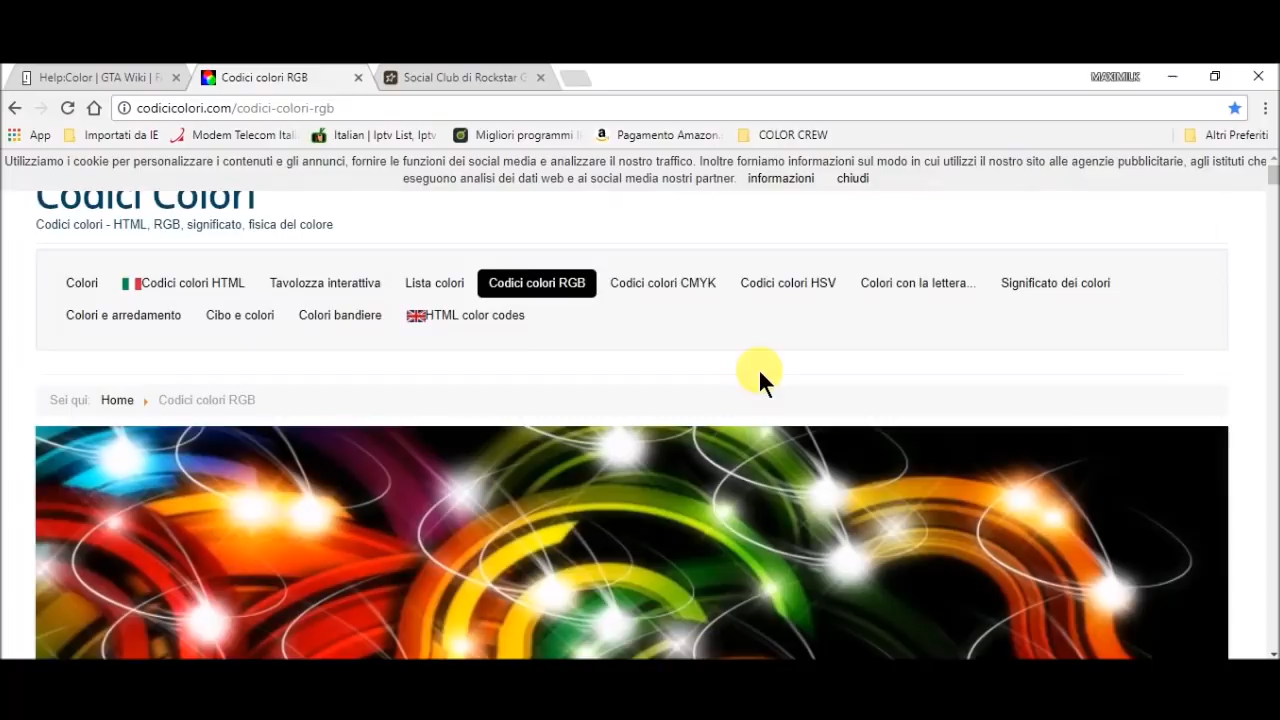 Help:Color | GTA Wiki | F
Codici colori RGB
Social Club di Rockstar G
MAXIMILK
codicicolori.com/codici-colori-rgb
App
Importati da IE
Modem Telecom Itali
Italian | Iptv List, Iptv
Migliori programmi I
Pagamento Amazon.
COLOR CREW
Altri Preferiti
Utilizziamo i cookie per personalizzare i contenuti e gli annunci, fornire le funzioni dei social media e analizzare il nostro traffico. Inoltre forniamo informazioni sul modo in cui utilizzi il nostro sito alle agenzie pubblicitarie, agli istituti che
eseguono analisi dei dati web e ai social media nostri partner. informazioni chiudi
Codici Colori
Codici colori - HTML, RGB, significato, fisica del colore
Colori Codici colori HTML Tavolozza interattiva Lista colori Codici colori RGB Codici colori CMYK Codici colori HSV Colori con la lettera... Significato dei colori
Colori e arredamento Cibo e colori Colori bandiere HTML color codes
Sei qui: Home Codici colori RGB